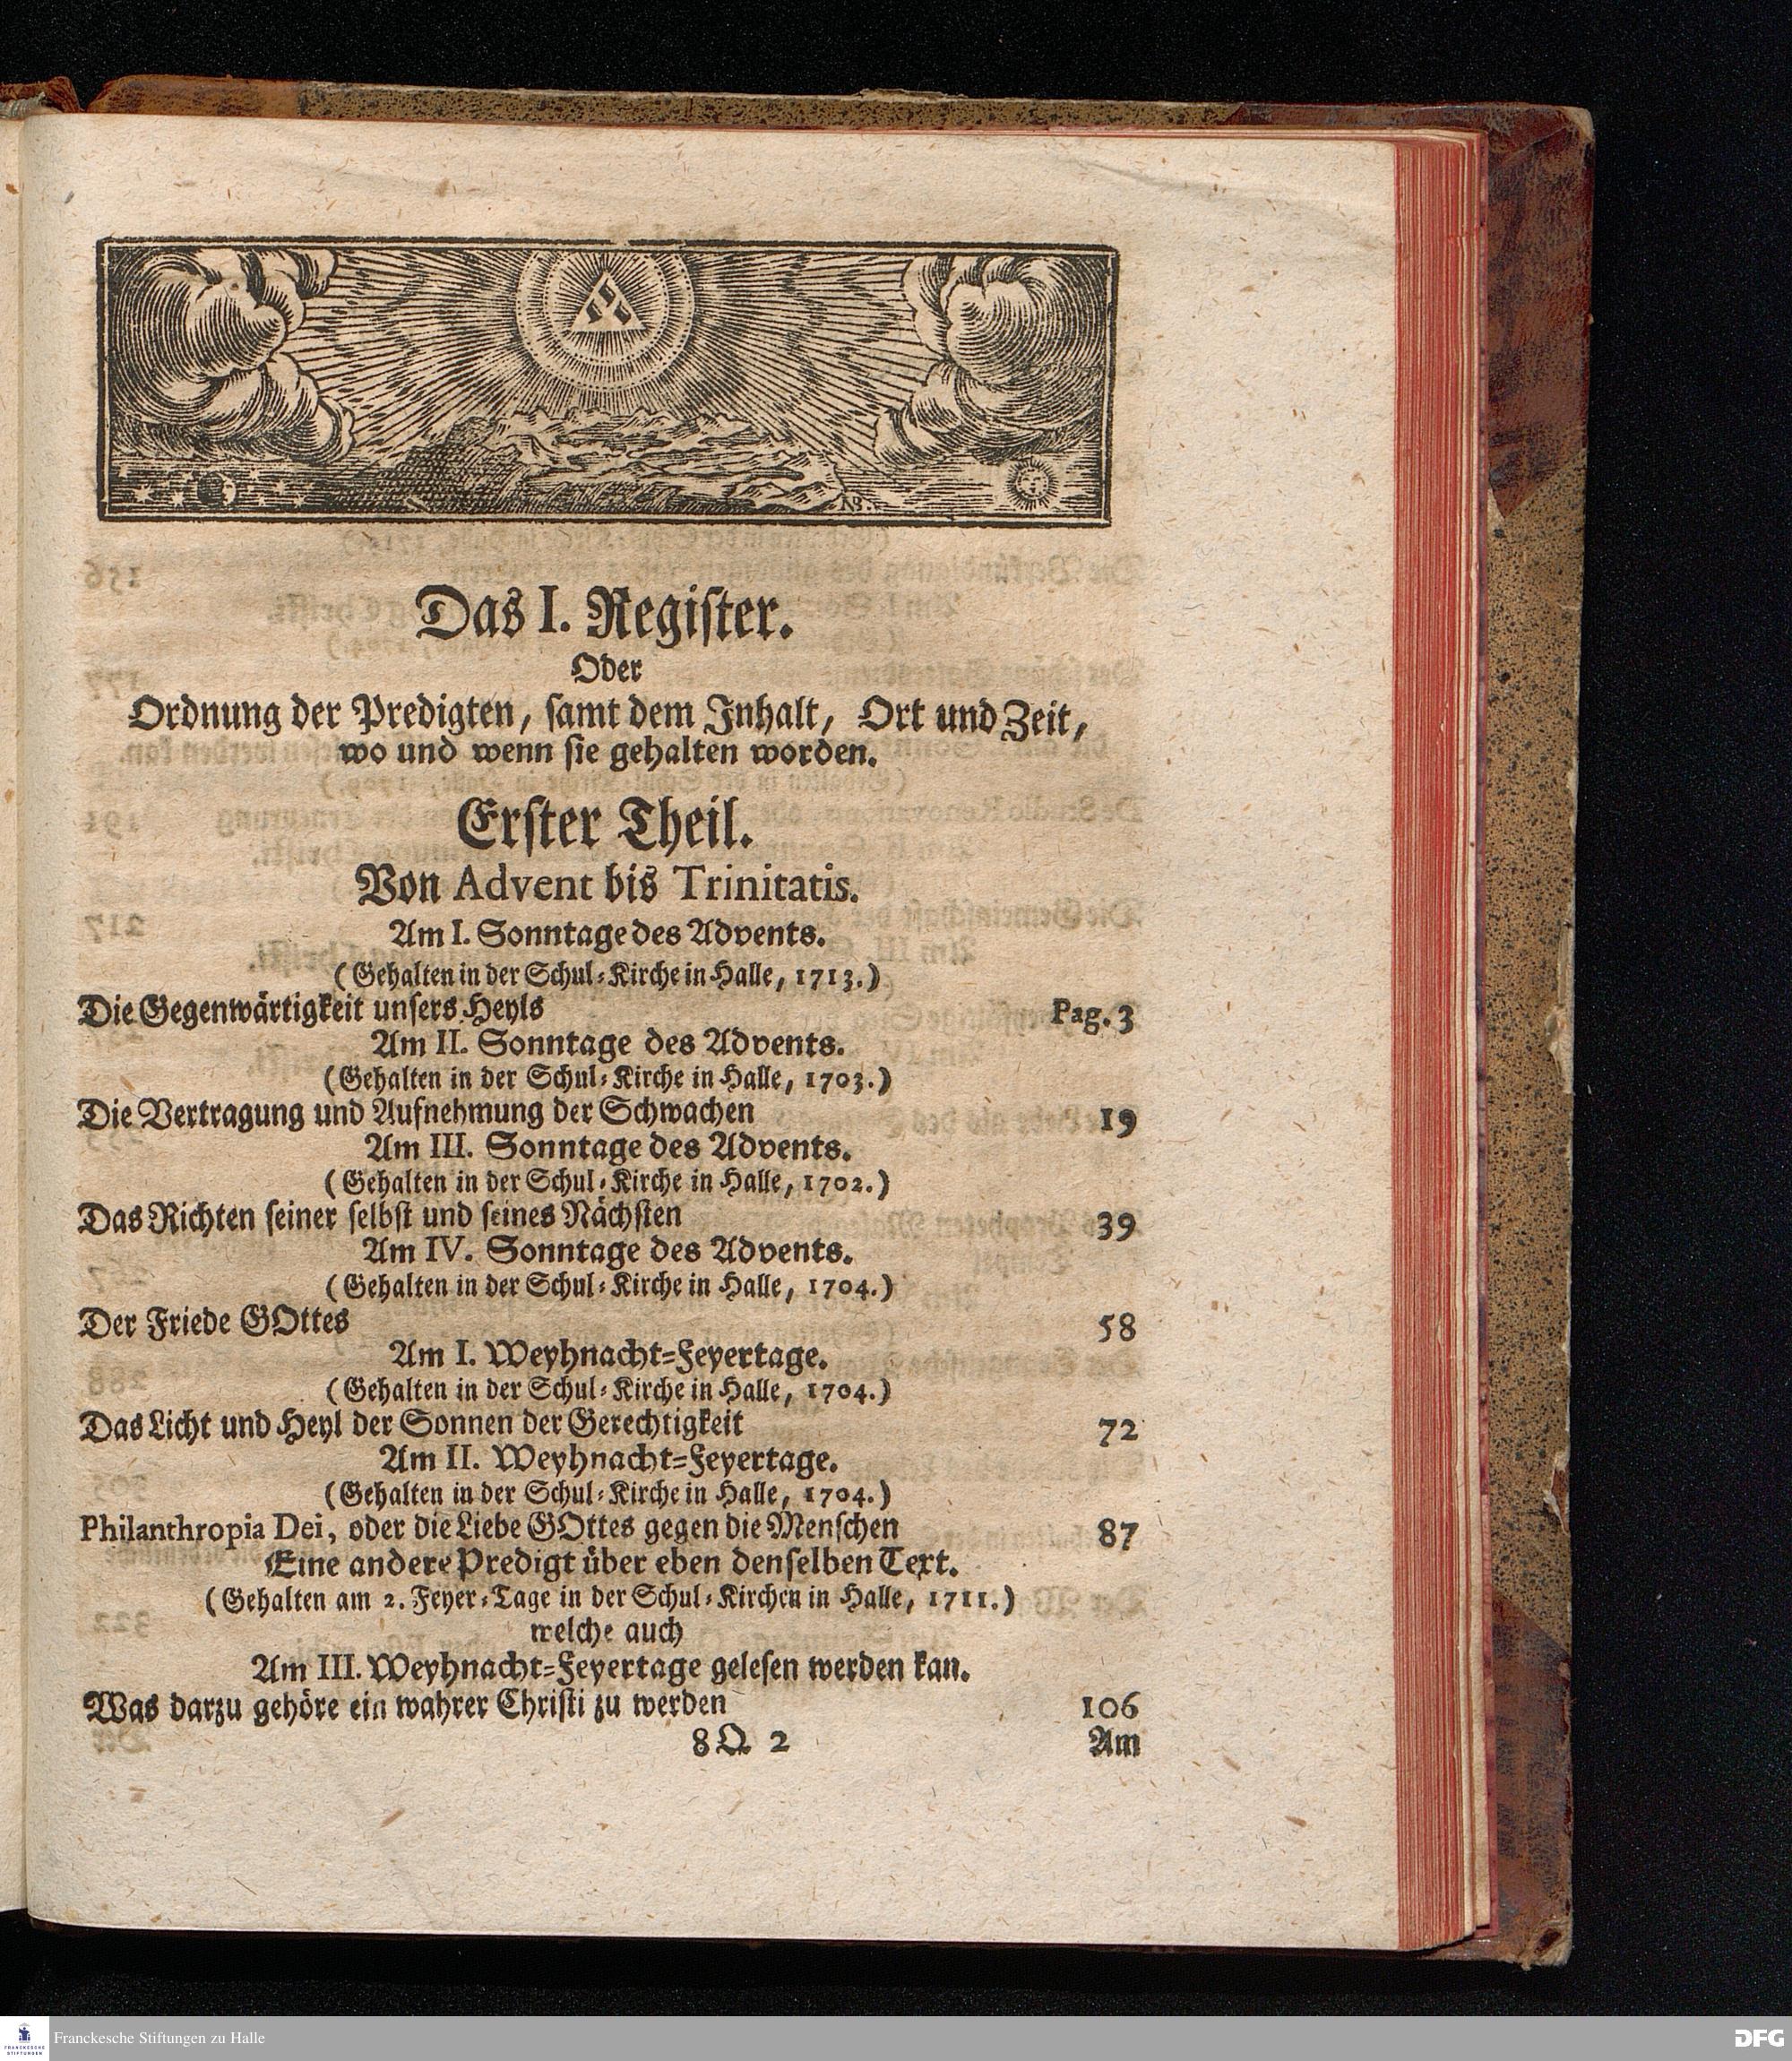 Das I. Register.
Oder
Ordnung der Predigten, samt dem Inhalt, Ort und Zeit,
wo und wenn sie gehalten worden.
Erster Theil.
Von Advent bis Trinitatis.
Am I. Sonntage des Advents.
(Gehalten in der Schul-Kirche in Halle, 1713.)
Die Gegenwärtigkeit unsers Heyls Pag. 3
Am II. Sonntage des Advents.
(Gehalten in der Schul-Kirche in Halle, 1703.)
Die Vertragung und Aufnehmung der Schwachen 19
Am III. Sonntage des Advents.
(Gehalten in der Schul-Kirche in Halle, 1702.)
Das Richten seiner selbst und seines Nächsten 39
Am IV. Sonntage des Advents.
(Gehalten in der Schul-Kirche in Halle, 1704.)
Der Friede GOttes 58
Am I. Weyhnacht-Feyertage.
(Gehalten in der Schul-Kirche in Halle, 1704.)
Das Licht und Heyl der Sonnen der Gerechtigkeit 72
Am II. Weyhnacht-Feyertage.
(Gehalten in der Schul-Kirche in Halle, 1704.)
Philanthropia Dei, oder die Liebe GOttes gegen die Menschen 87
Eine andere Predigt über eben denselben Text.
(Gehalten am 2. Feyer-Tage in der Schul-Kirchen in Halle, 1711.)
welche auch
Am III. Weyhnacht-Feyertage gelesen werden kan.
Was darzu gehöre ein wahrer Christi zu werden 106
8 Q 2 Am
FRANCKESCHE
STIFTUNGEN
Franckesche Stiftungen zu Halle
DFG